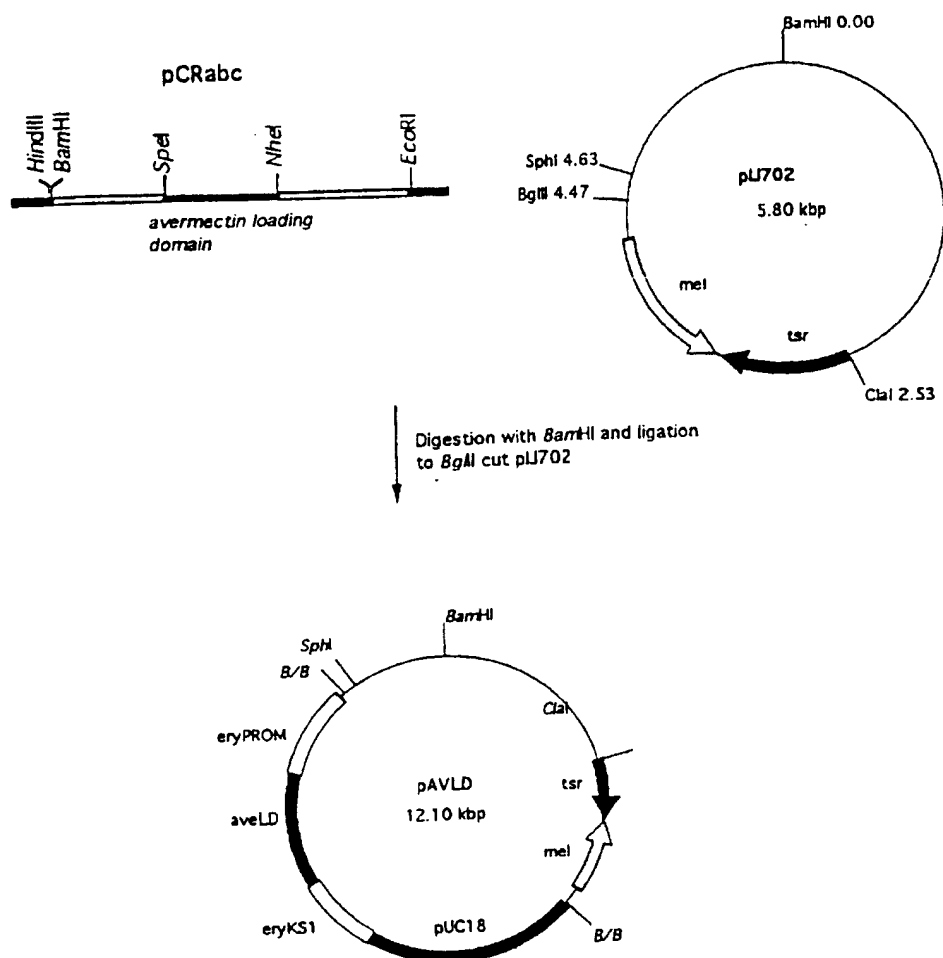 pCRabc
HindIII
BamHI
SpeI
NheI
EcoRI
avermectin loading
domain
BamHI 0.00
SphI 4.63
BglII 4.47
pIJ702
5.80 kbp
mel
tsr
ClaI 2.53
Digestion with BamHI and ligation
to BglII cut pIJ702
BamHI
SphI
B/B
ClaI
eryPROM
pAVLD
12.10 kbp
tsr
aveLD
mel
eryKS1
pUC18
B/B